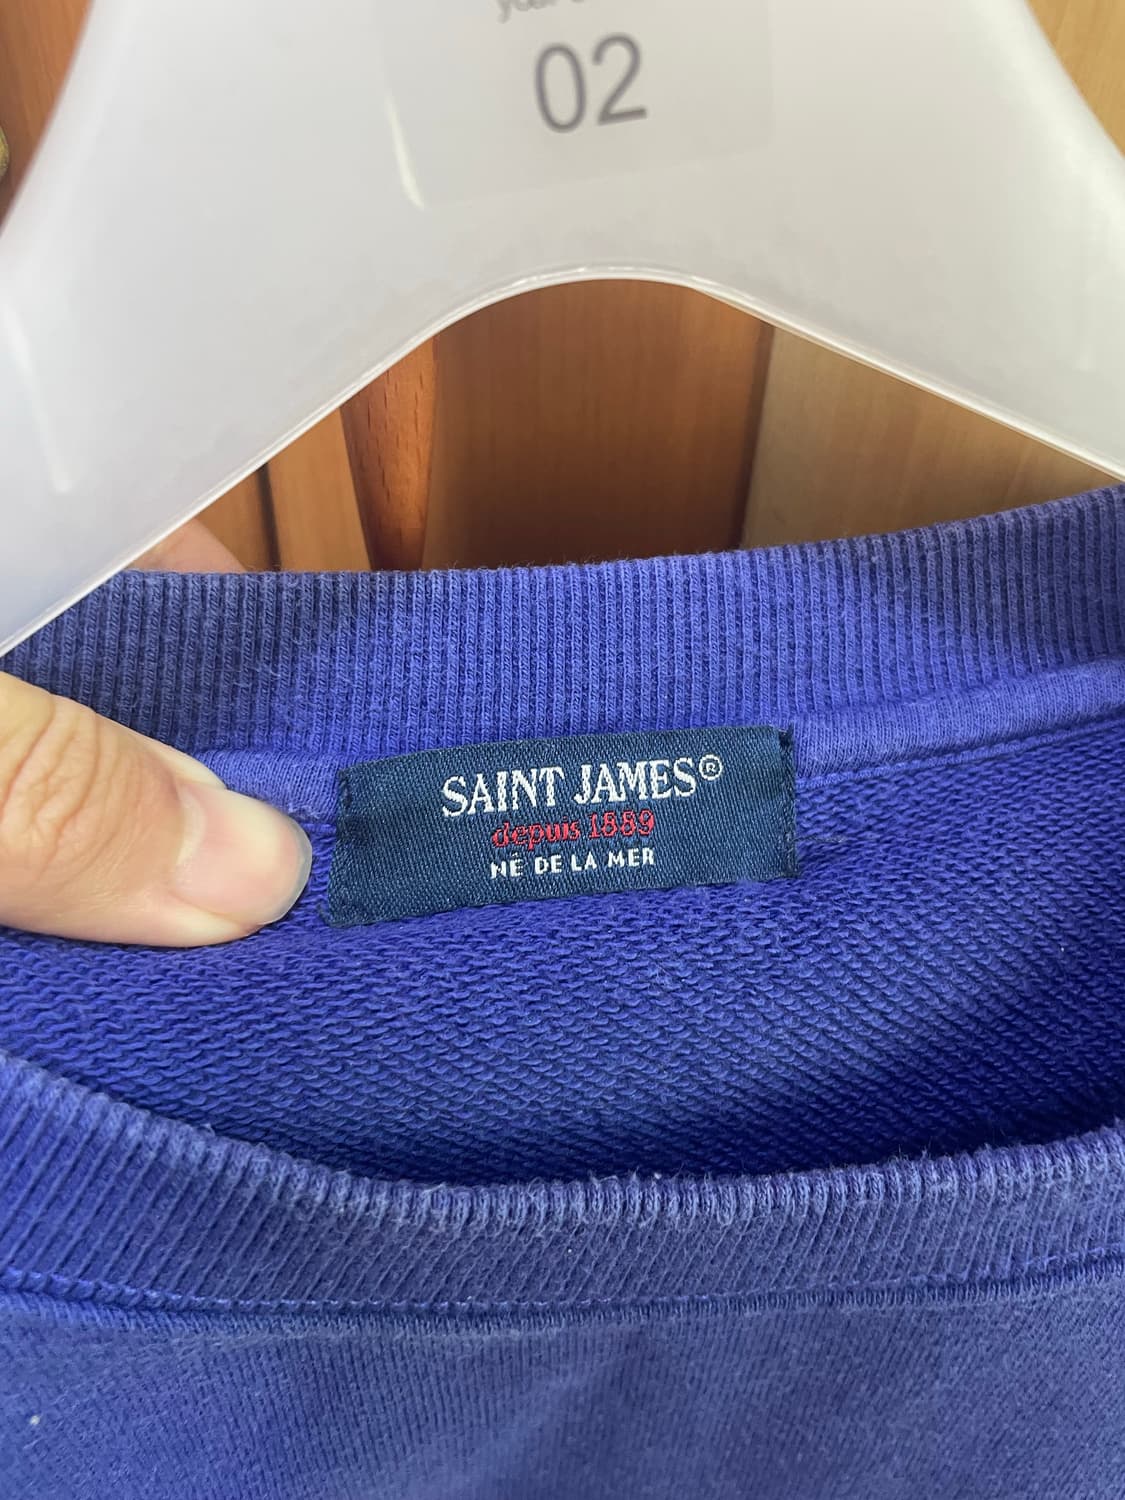 02
SAINT JAMES®
depuis 1889
NÉ DE LA MER